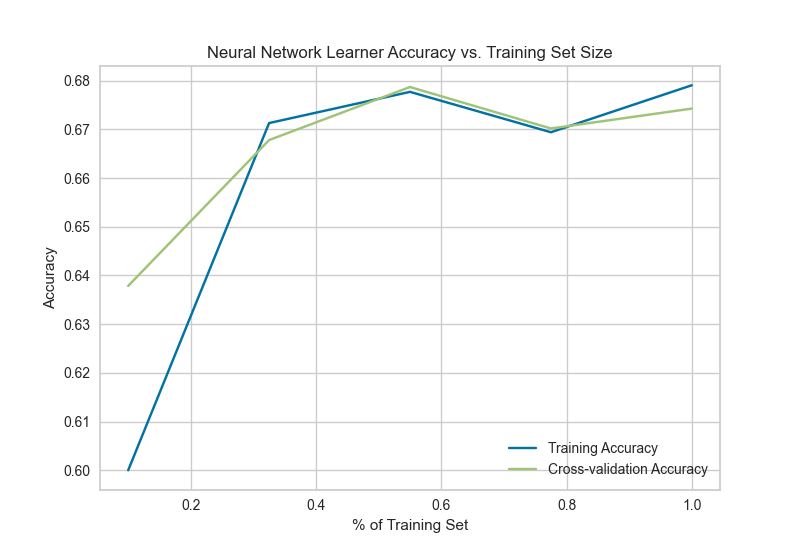 Neural Network Learner Accuracy vs. Training Set Size
0.68
0.67
0.66
0.65
0.64
0.63
0.62
0.61
0.60
Accuracy
Training Accuracy
Cross-validation Accuracy
0.2 0.4 0.6 0.8 1.0
% of Training Set